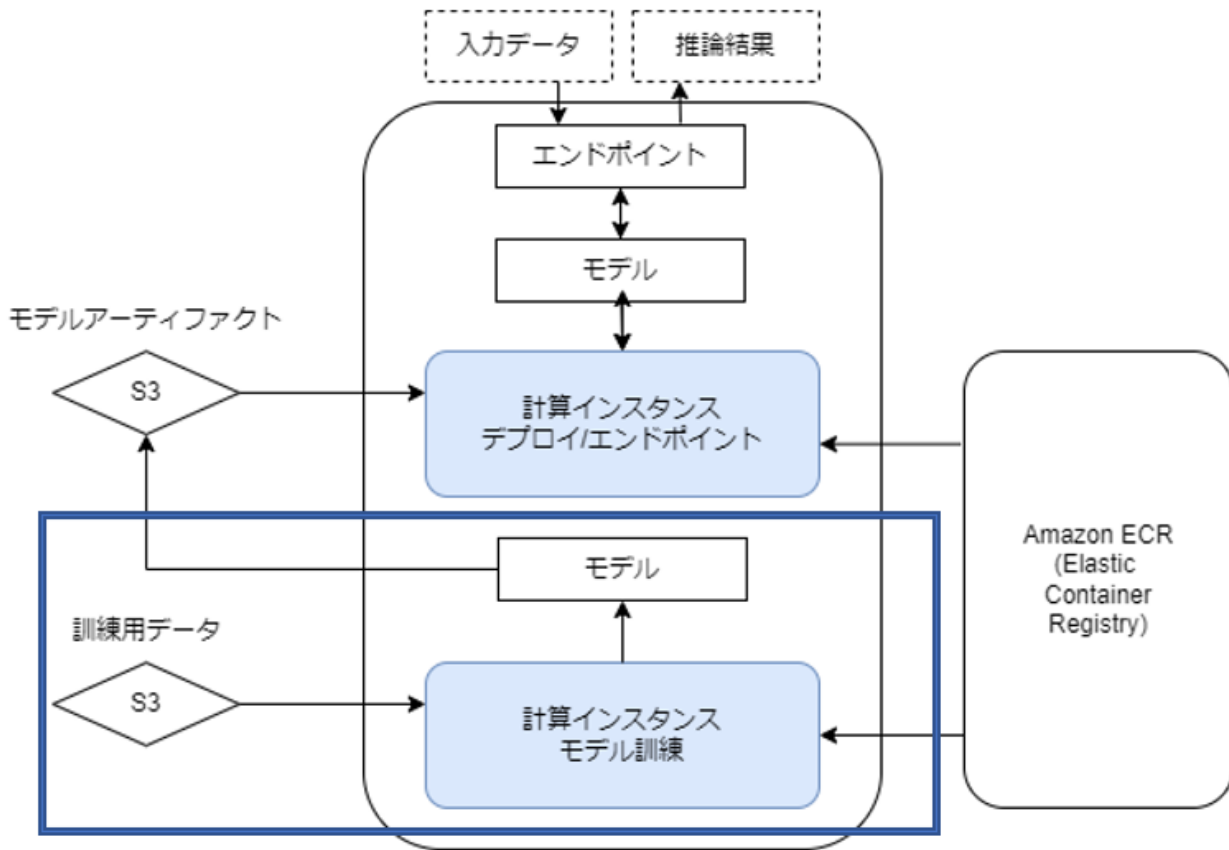 入力データ
推論結果
エンドポイント
モデル
モデルアーティファクト
S3
計算インスタンス
デプロイ/エンドポイント
Amazon ECR
(Elastic
Container
Registry)
モデル
訓練用データ
S3
計算インスタンス
モデル訓練